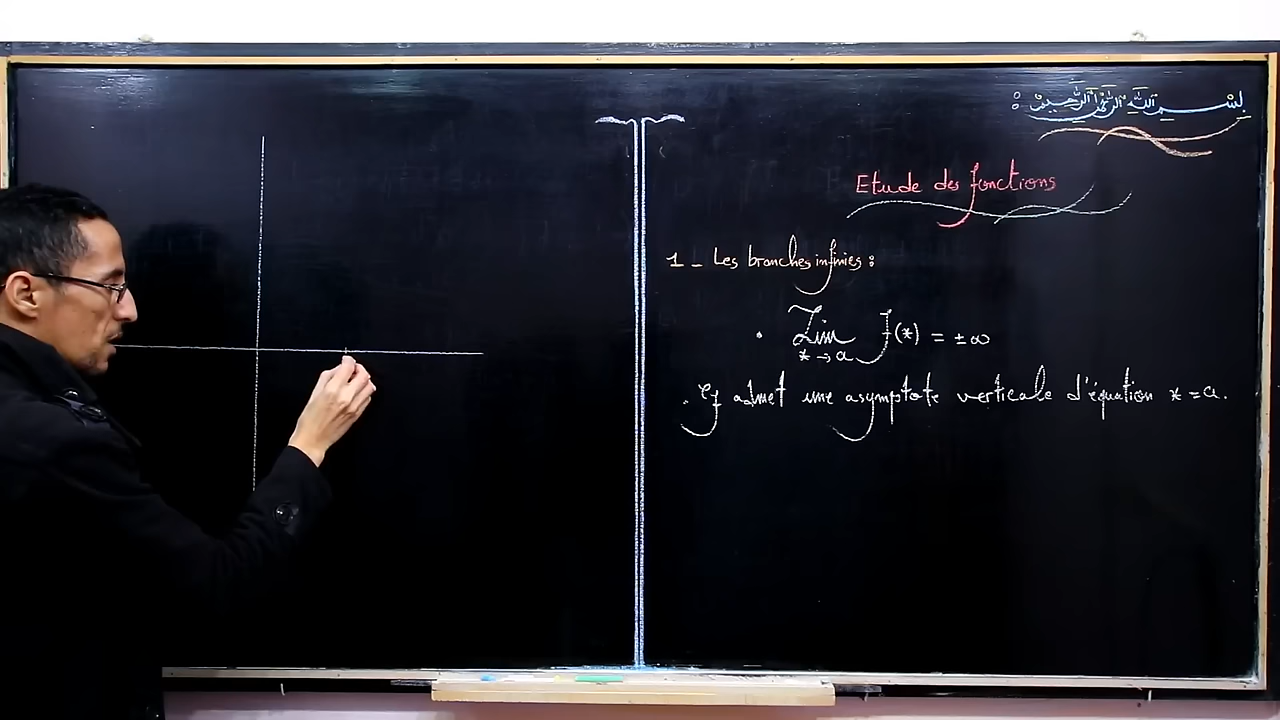 بسم الله الرحمن الرحيم :
Etude des fonctions
1 - Les branches infinies :
• Lim f(x) = ±∞
x → a
• Cf admet une asymptote verticale d'équation x = a.